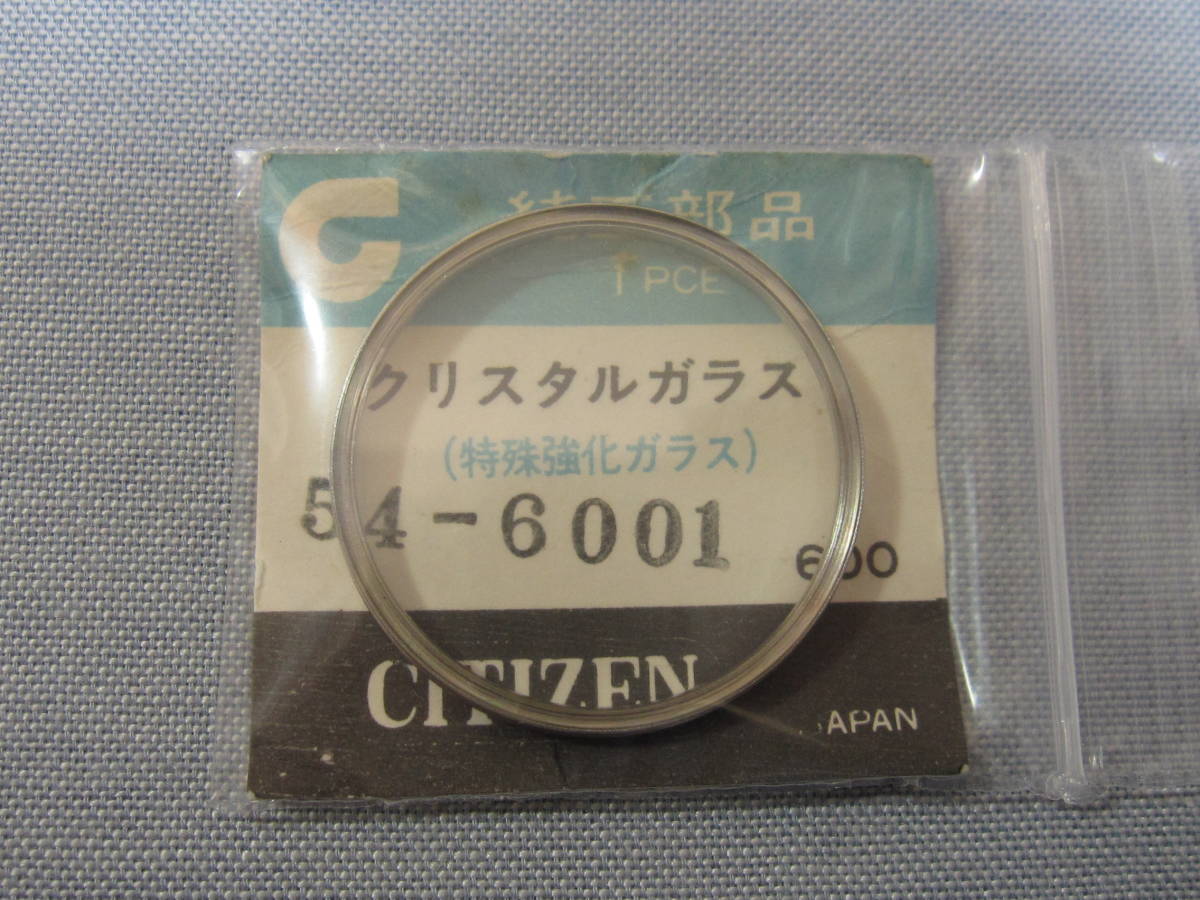 純正部品
1 PCE
クリスタルガラス
(特殊強化ガラス)
54-6001
600
CITIZEN
JAPAN